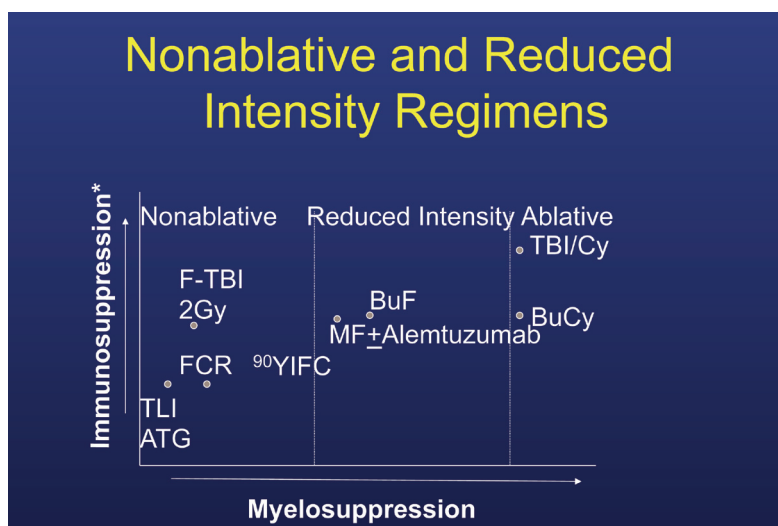 Nonablative and Reduced
Intensity Regimens
Immunosuppression*
Nonablative
Reduced Intensity
Ablative
TBI/Cy
F-TBI
2Gy
BuF
MF±Alemtuzumab
BuCy
FCR
⁹⁰YIFC
TLI
ATG
Myelosuppression